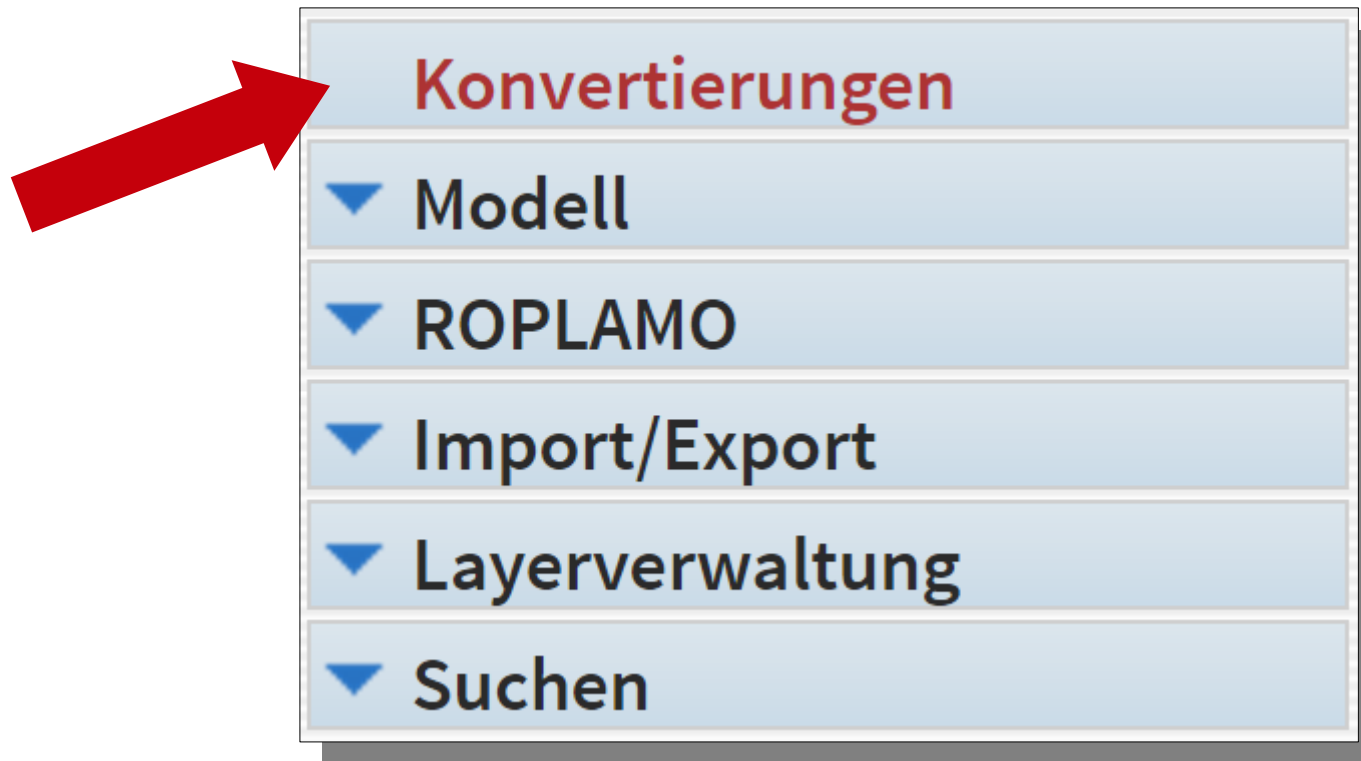 Konvertierungen
Modell
ROPLAMO
Import/Export
Layerverwaltung
Suchen